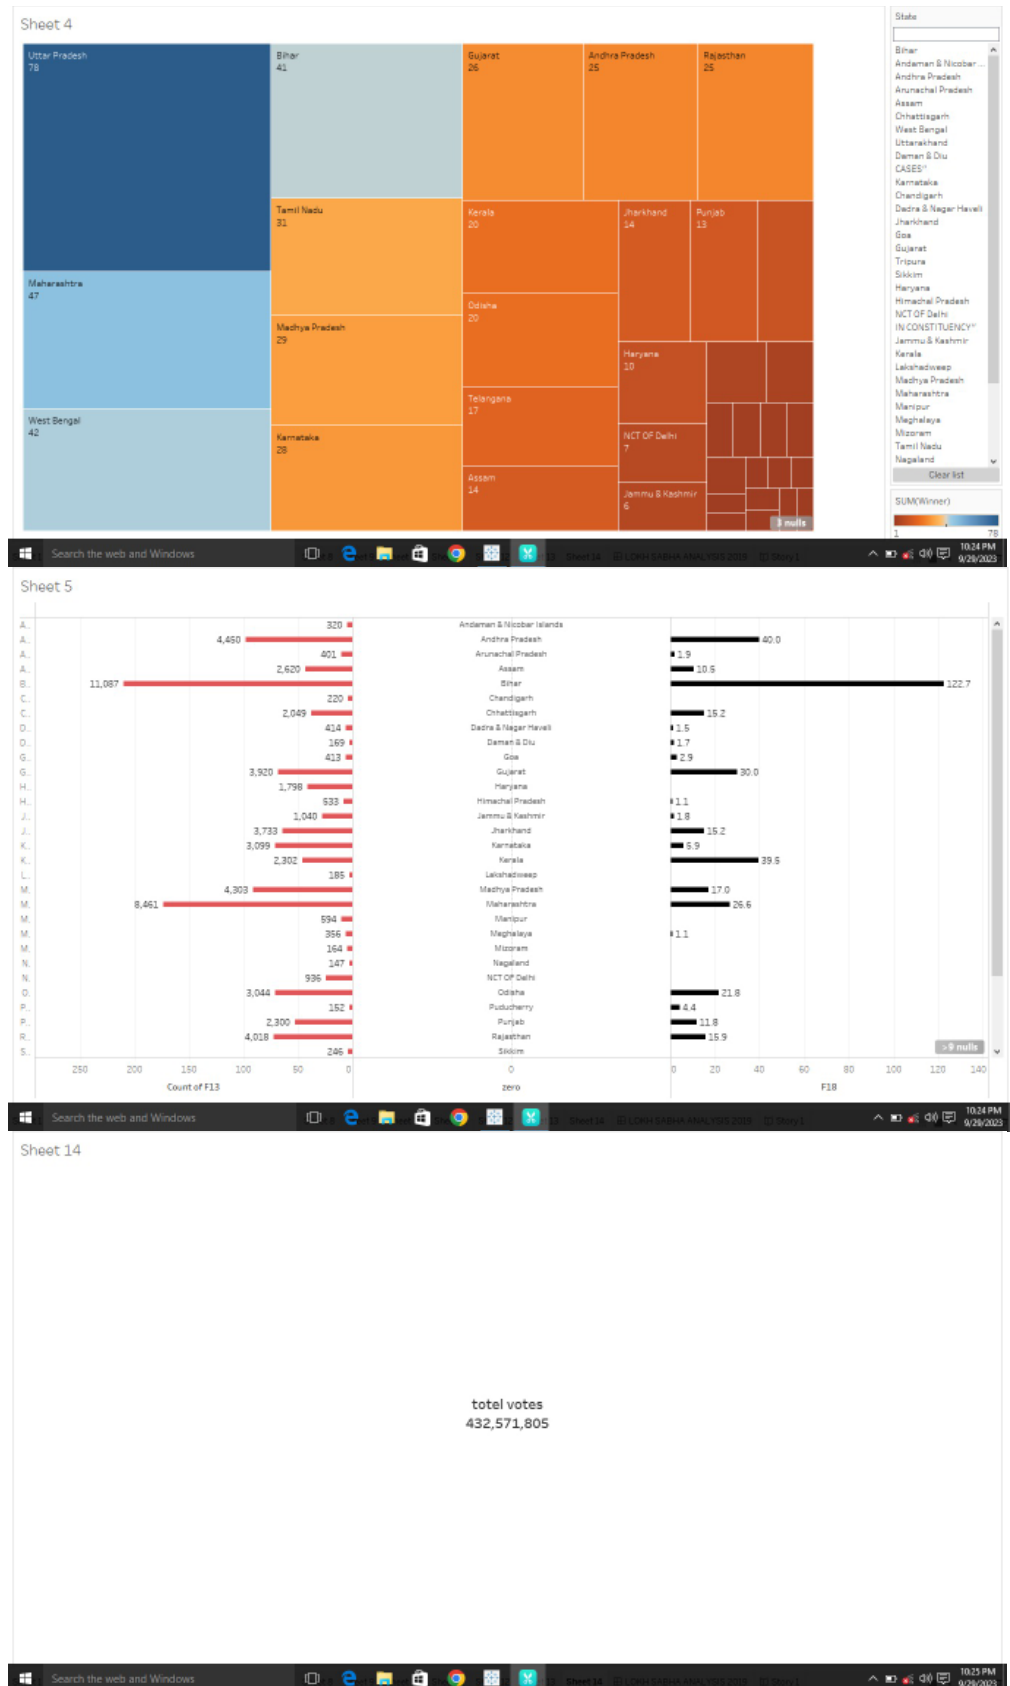 Sheet 4
Uttar Pradesh
78
Bihar
41
Gujarat
26
Andhra Pradesh
25
Rajasthan
25
Tamil Nadu
31
Kerala
20
Jharkhand
14
Punjab
13
Maharashtra
47
Odisha
20
Madhya Pradesh
29
Haryana
10
Telangana
17
West Bengal
42
Karnataka
28
NCT OF Delhi
7
Assam
14
Jammu & Kashmir
6
3 nulls
State
Bihar
Andaman & Nicobar ...
Andhra Pradesh
Arunachal Pradesh
Assam
Chhattisgarh
West Bengal
Uttarakhand
Daman & Diu
CASES"
Karnataka
Chandigarh
Dadra & Nagar Haveli
Jharkhand
Goa
Gujarat
Tripura
Sikkim
Haryana
Himachal Pradesh
NCT OF Delhi
IN CONSTITUENCY"
Jammu & Kashmir
Kerala
Lakshadweep
Madhya Pradesh
Maharashtra
Manipur
Meghalaya
Mizoram
Tamil Nadu
Nagaland
Clear list
SUM(Winner)
1 78
Search the web and Windows
10:24 PM
9/29/2023
Sheet 5
A.. 320 Andaman & Nicobar Islands
A.. 4,450 Andhra Pradesh 40.0
A.. 401 Arunachal Pradesh 1.9
A.. 2,620 Assam 10.5
B.. 11,087 Bihar 122.7
C.. 220 Chandigarh
C.. 2,049 Chhattisgarh 15.2
D.. 414 Dadra & Nagar Haveli 1.5
D.. 169 Daman & Diu 1.7
G.. 413 Goa 2.9
G.. 3,920 Gujarat 30.0
H.. 1,798 Haryana
H.. 533 Himachal Pradesh 1.1
J.. 1,040 Jammu & Kashmir 1.8
J.. 3,733 Jharkhand 15.2
K.. 3,099 Karnataka 5.9
K.. 2,302 Kerala 39.5
L.. 185 Lakshadweep
M. 4,303 Madhya Pradesh 17.0
M. 8,461 Maharashtra 26.6
M. 594 Manipur
M. 356 Meghalaya 1.1
M. 164 Mizoram
N. 147 Nagaland
N. 936 NCT OF Delhi
O. 3,044 Odisha 21.8
P.. 152 Puducherry 4.4
P.. 2,300 Punjab 11.8
R.. 4,018 Rajasthan 15.9
S.. 246 Sikkim
>9 nulls
250 200 150 100 50 0 0 0 20 40 60 80 100 120 140
Count of F13 zero F18
Search the web and Windows
10:24 PM
9/29/2023
Sheet 14
totel votes
432,571,805
Search the web and Windows
Sheet 14
10:25 PM
9/29/2023